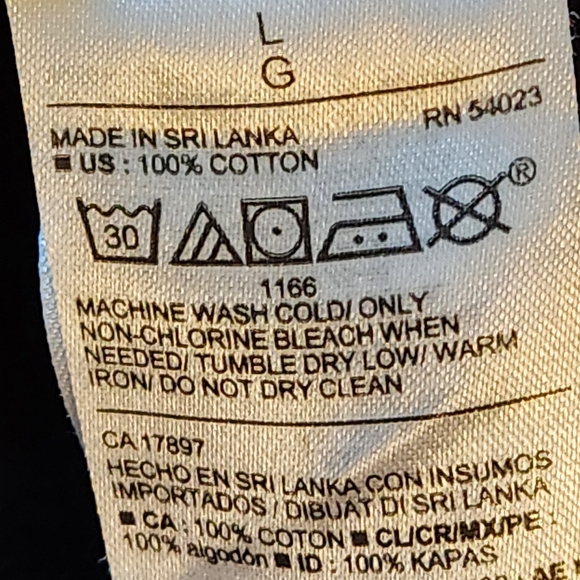 L
G
RN 54023
MADE IN SRI LANKA
■ US : 100% COTTON
30
®
1166
MACHINE WASH COLD/ ONLY
NON-CHLORINE BLEACH WHEN
NEEDED/ TUMBLE DRY LOW/ WARM
IRON/ DO NOT DRY CLEAN
CA 17897
HECHO EN SRI LANKA CON INSUMOS
IMPORTADOS / DIBUAT DI SRI LANKA
■ CA : 100% COTON ■ CL/CR/MX/PE :
100% algodón ■ ID : 100% KAPAS